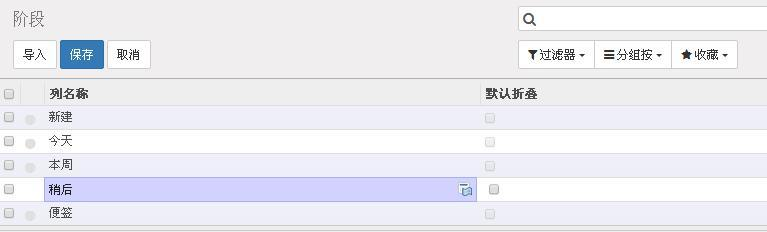 阶段
导入 保存 取消 过滤器 分组按 收藏
列名称 默认折叠
新建
今天
本周
稍后
便签